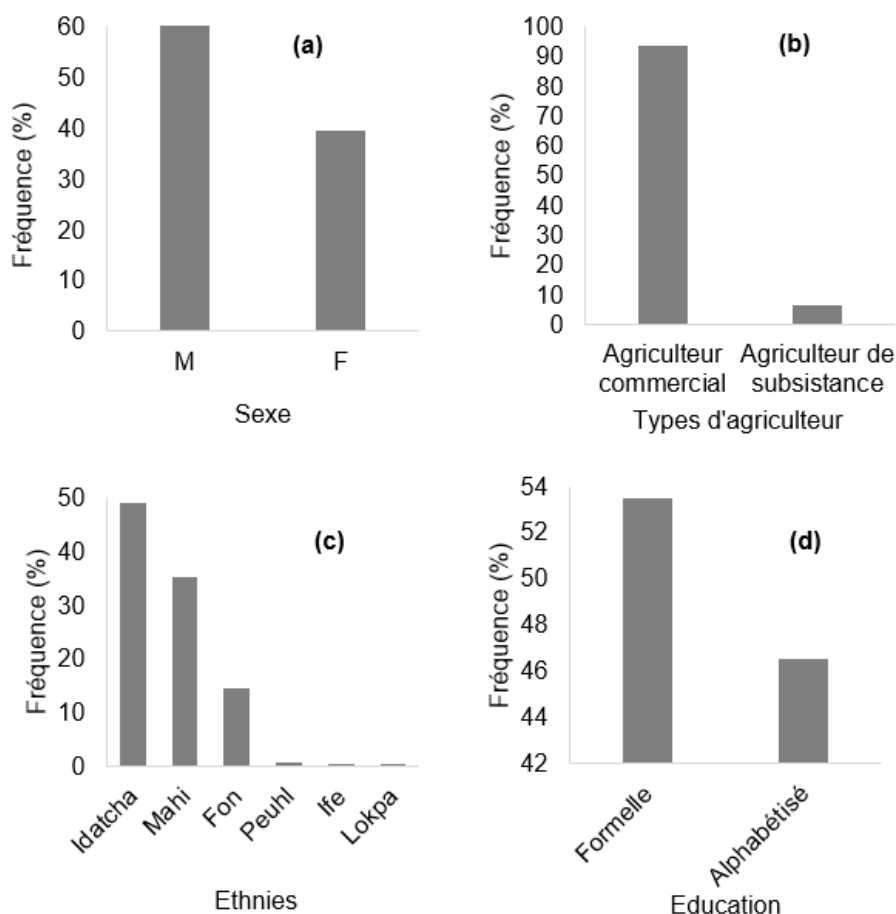 60
50
40
30
20
10
0
Fréquence (%)
(a)
M
F
Sexe
100
90
80
70
60
50
40
30
20
10
0
Fréquence (%)
(b)
Agriculteur commercial
Agriculteur de subsistance
Types d'agriculteur
50
40
30
20
10
0
Fréquence (%)
(c)
Idatcha
Mahi
Fon
Peuhl
Ife
Lokpa
Ethnies
54
52
50
48
46
44
42
Fréquence (%)
(d)
Formelle
Alphabétisé
Education